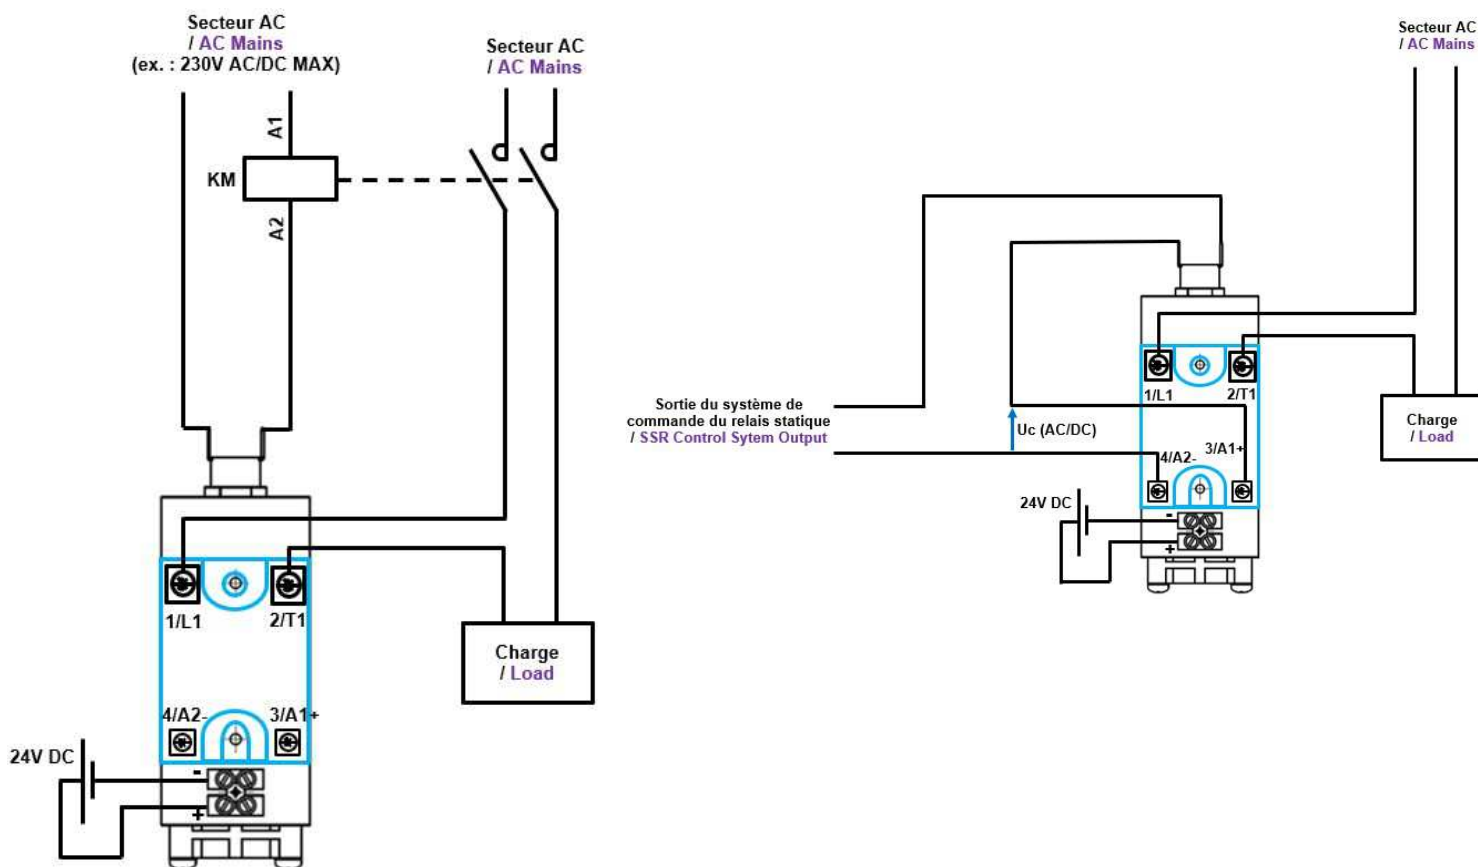 Secteur AC
/ AC Mains
(ex. : 230V AC/DC MAX)
Secteur AC
/ AC Mains
A1
KM
A2
1/L1
2/T1
4/A2-
3/A1+
24V DC
-
+
Charge
/ Load
Secteur AC
/ AC Mains
Sortie du système de
commande du relais statique
/ SSR Control Sytem Output
Uc (AC/DC)
1/L1
2/T1
4/A2-
3/A1+
24V DC
-
+
Charge
/ Load